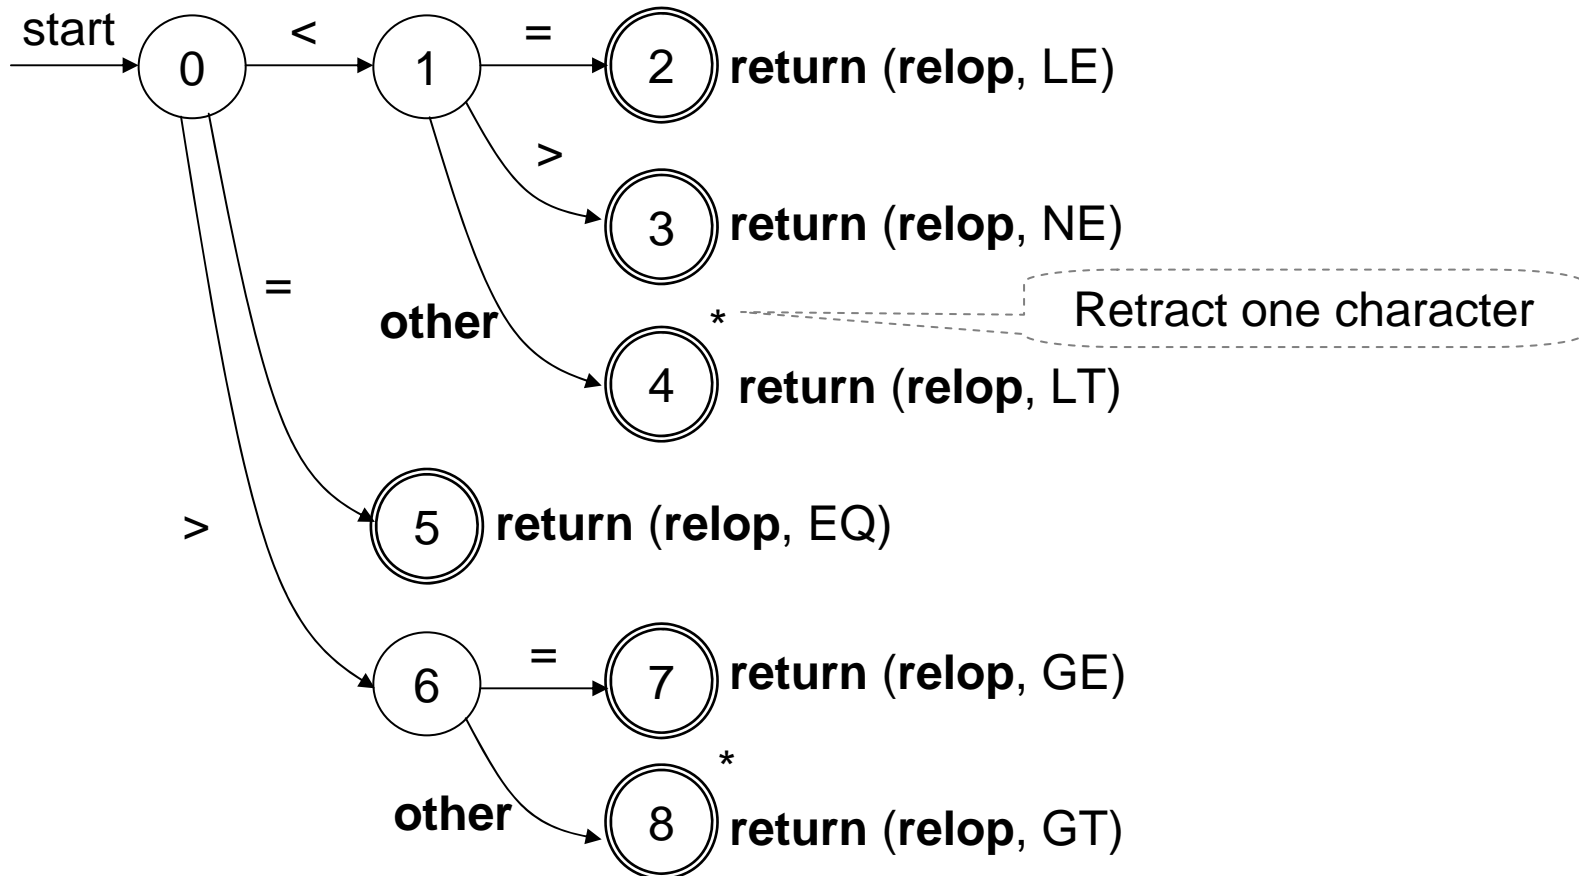 start
0
<
1
=
2
return (relop, LE)
>
3
return (relop, NE)
=
other
*
Retract one character
4
return (relop, LT)
>
5
return (relop, EQ)
6
=
7
return (relop, GE)
*
other
8
return (relop, GT)